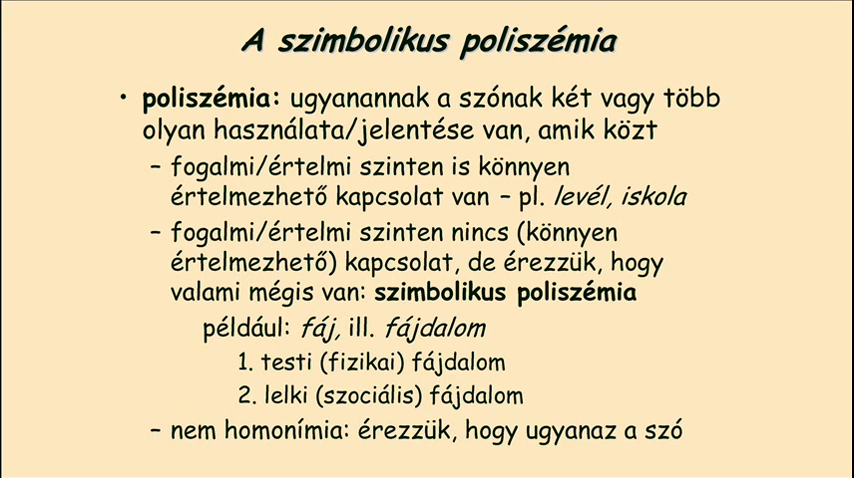 A szimbolikus poliszémia
• poliszémia: ugyanannak a szónak két vagy több
olyan használata/jelentése van, amik közt
– fogalmi/értelmi szinten is könnyen
értelmezhető kapcsolat van – pl. levél, iskola
– fogalmi/értelmi szinten nincs (könnyen
értelmezhető) kapcsolat, de érezzük, hogy
valami mégis van: szimbolikus poliszémia
például: fáj, ill. fájdalom
1. testi (fizikai) fájdalom
2. lelki (szociális) fájdalom
– nem homonímia: érezzük, hogy ugyanaz a szó